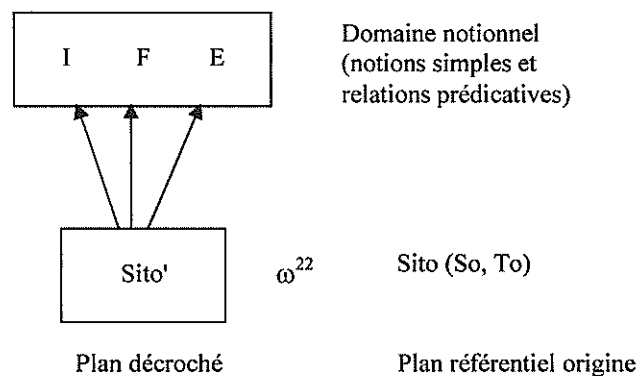 I F E
Domaine notionnel
(notions simples et
relations prédicatives)
Sito' ω²² Sito (So, To)
Plan décroché Plan référentiel origine